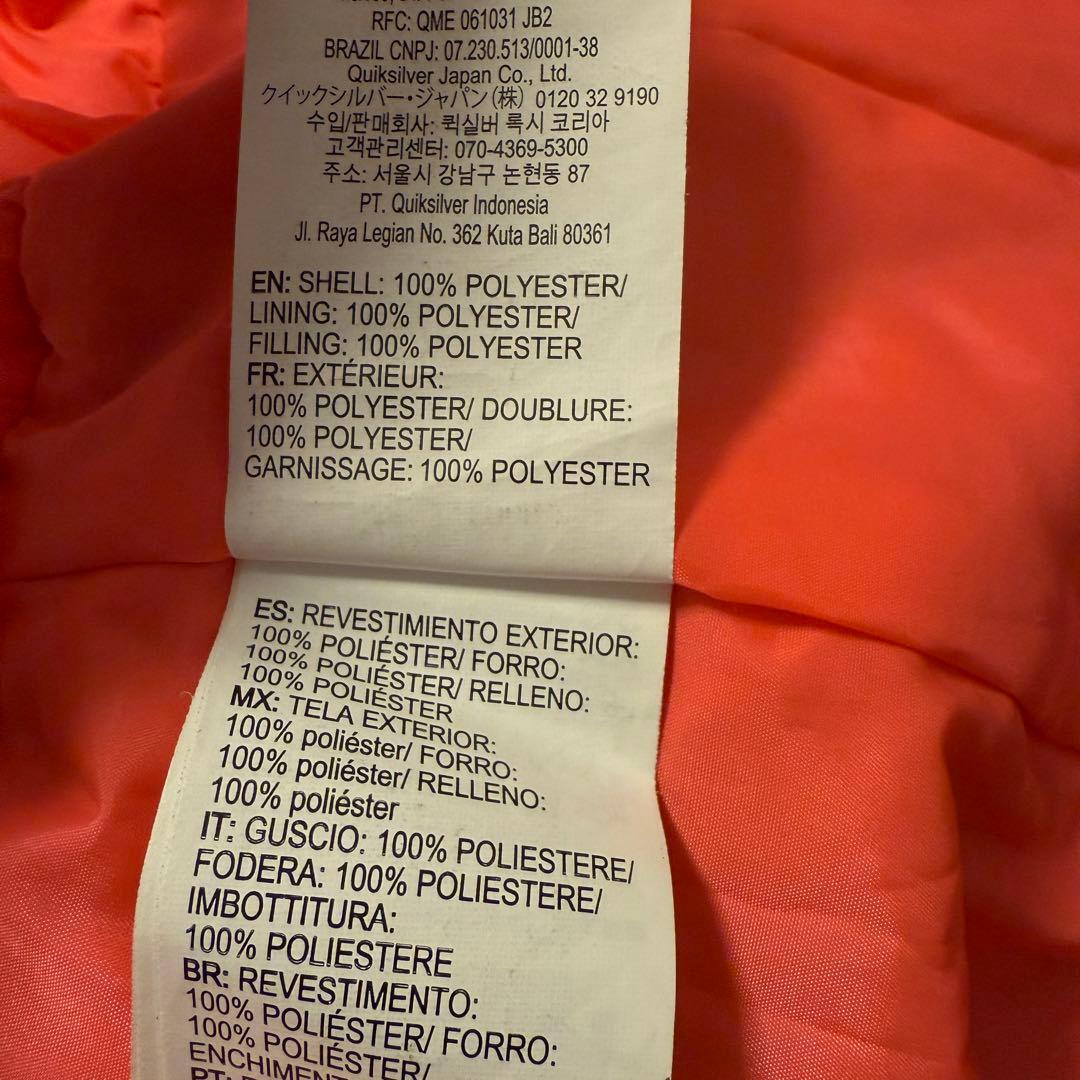 RFC: QME 061031 JB2
BRAZIL CNPJ: 07.230.513/0001-38
Quiksilver Japan Co., Ltd.
クイックシルバー・ジャパン(株) 0120 32 9190
수입/판매회사: 퀵실버 록시 코리아
고객관리센터: 070-4369-5300
주소: 서울시 강남구 논현동 87
PT. Quiksilver Indonesia
Jl. Raya Legian No. 362 Kuta Bali 80361
EN: SHELL: 100% POLYESTER/
LINING: 100% POLYESTER/
FILLING: 100% POLYESTER
FR: EXTÉRIEUR:
100% POLYESTER/ DOUBLURE:
100% POLYESTER/
GARNISSAGE: 100% POLYESTER
ES: REVESTIMIENTO EXTERIOR:
100% POLIÉSTER/ FORRO:
100% POLIÉSTER/ RELLENO:
100% POLIÉSTER
MX: TELA EXTERIOR:
100% poliéster/ FORRO:
100% poliéster/ RELLENO:
100% poliéster
IT: GUSCIO: 100% POLIESTERE/
FODERA: 100% POLIESTERE/
IMBOTTITURA:
100% POLIESTERE
BR: REVESTIMENTO:
100% POLIÉSTER/ FORRO:
100% POLIÉSTER/
PT: